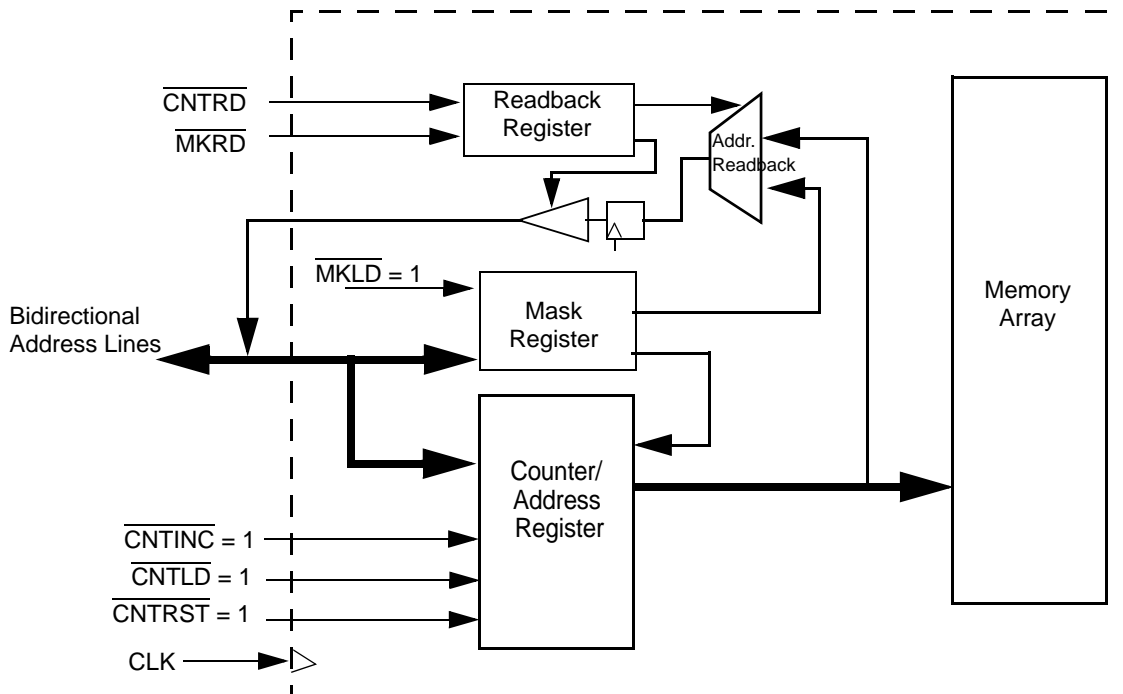 CNTRD
MKRD
Readback
Register
Addr.
Readback
MKLD = 1
Mask
Register
Bidirectional
Address Lines
Memory
Array
Counter/
Address
Register
CNTINC = 1
CNTLD = 1
CNTRST = 1
CLK